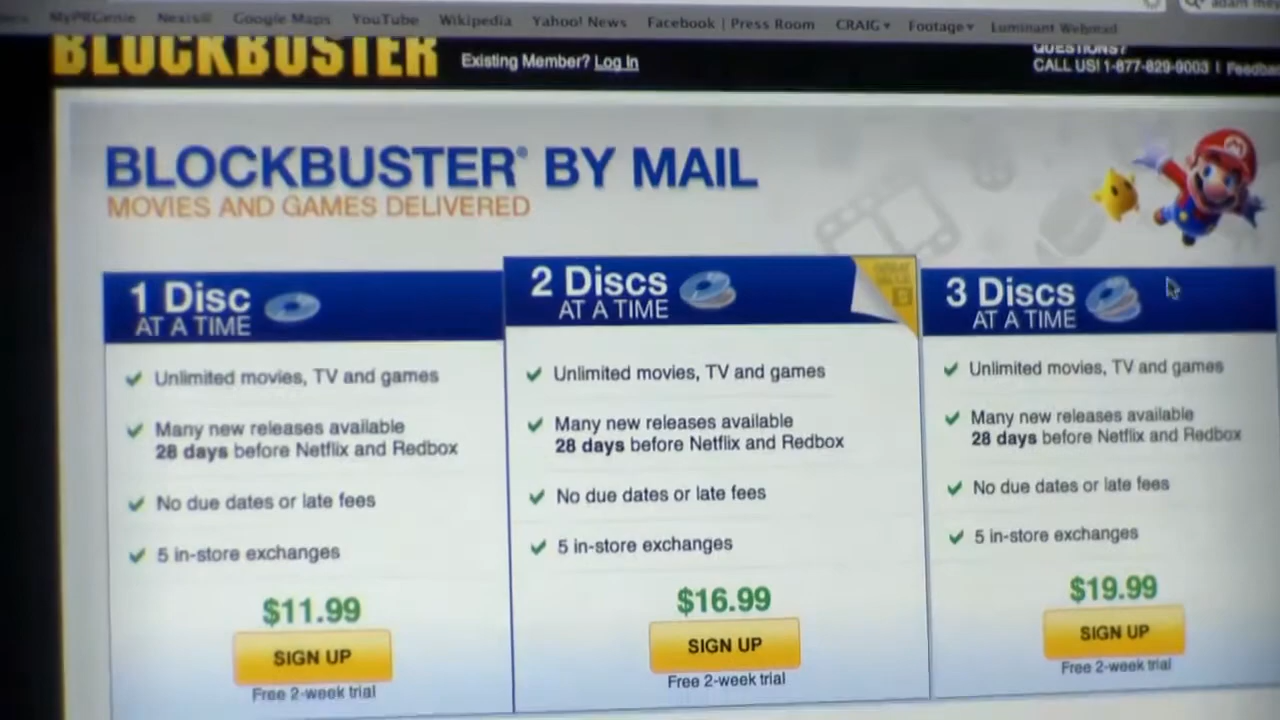 MyPRGenie Nexis® Google Maps YouTube Wikipedia Yahoo! News Facebook | Press Room CRAIG Footage Luminant Webmail
BLOCKBUSTER Existing Member? Log In
QUESTIONS?
CALL US! 1-877-829-9003 |
BLOCKBUSTER® BY MAIL
MOVIES AND GAMES DELIVERED
1 Disc
AT A TIME
Unlimited movies, TV and games
Many new releases available
28 days before Netflix and Redbox
No due dates or late fees
5 in-store exchanges
$11.99
SIGN UP
Free 2-week trial
2 Discs
AT A TIME
Unlimited movies, TV and games
Many new releases available
28 days before Netflix and Redbox
No due dates or late fees
5 in-store exchanges
$16.99
SIGN UP
Free 2-week trial
3 Discs
AT A TIME
Unlimited movies, TV and games
Many new releases available
28 days before Netflix and Redbox
No due dates or late fees
5 in-store exchanges
$19.99
SIGN UP
Free 2-week trial